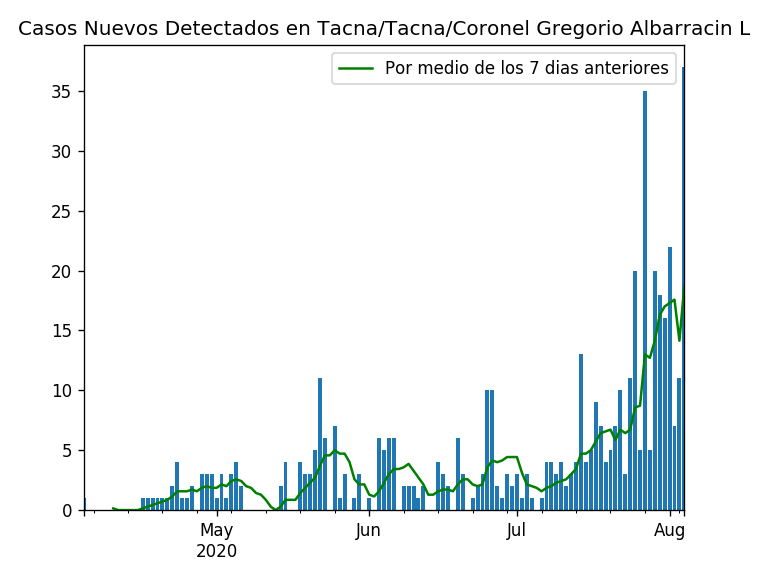 Casos Nuevos Detectados en Tacna/Tacna/Coronel Gregorio Albarracin L
Por medio de los 7 dias anteriores
35
30
25
20
15
10
5
0
May
2020
Jun
Jul
Aug